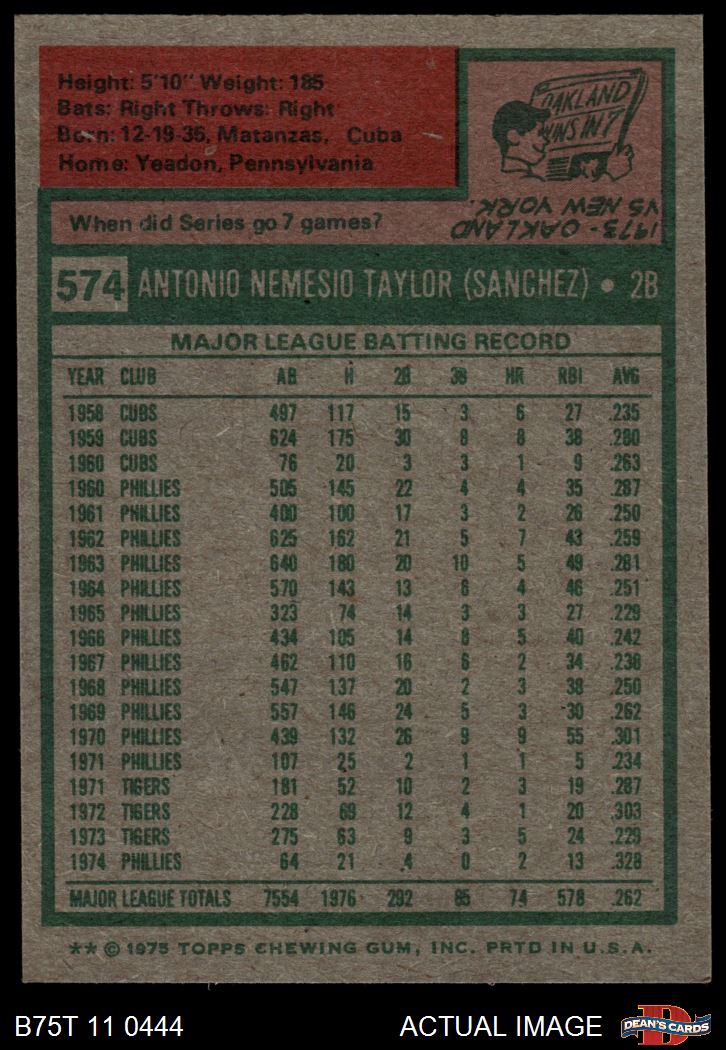 Height: 5'10" Weight: 185
Bats: Right Throws: Right
Born: 12-19-35, Matanzas, Cuba
Home: Yeadon, Pennsylvania
OAKLAND
WINS IN 7
When did Series go 7 games?
1973 - OAKLAND
VS NEW YORK.
574 ANTONIO NEMESIO TAYLOR (SANCHEZ) • 2B
MAJOR LEAGUE BATTING RECORD
YEAR CLUB AB H 2B 3B HR RBI AVG
1958 CUBS 497 117 15 3 6 27 .235
1959 CUBS 624 175 30 8 8 38 .280
1960 CUBS 76 20 3 3 1 9 .263
1960 PHILLIES 505 145 22 4 4 35 .287
1961 PHILLIES 400 100 17 3 2 26 .250
1962 PHILLIES 625 162 21 5 7 43 .259
1963 PHILLIES 640 180 20 10 5 49 .281
1964 PHILLIES 570 143 13 6 4 46 .251
1965 PHILLIES 323 74 14 3 3 27 .229
1966 PHILLIES 434 105 14 8 5 40 .242
1967 PHILLIES 462 110 16 6 2 34 .238
1968 PHILLIES 547 137 20 2 3 38 .250
1969 PHILLIES 557 146 24 5 3 30 .262
1970 PHILLIES 439 132 26 9 9 55 .301
1971 PHILLIES 107 25 2 1 1 5 .234
1971 TIGERS 181 52 10 2 3 19 .287
1972 TIGERS 228 69 12 4 1 20 .303
1973 TIGERS 275 63 9 3 5 24 .229
1974 PHILLIES 64 21 4 0 2 13 .328
MAJOR LEAGUE TOTALS 7554 1976 292 85 74 578 .262
** © 1975 TOPPS CHEWING GUM, INC. PRTD IN U.S.A.
B75T 11 0444 ACTUAL IMAGE DEAN'S CARDS